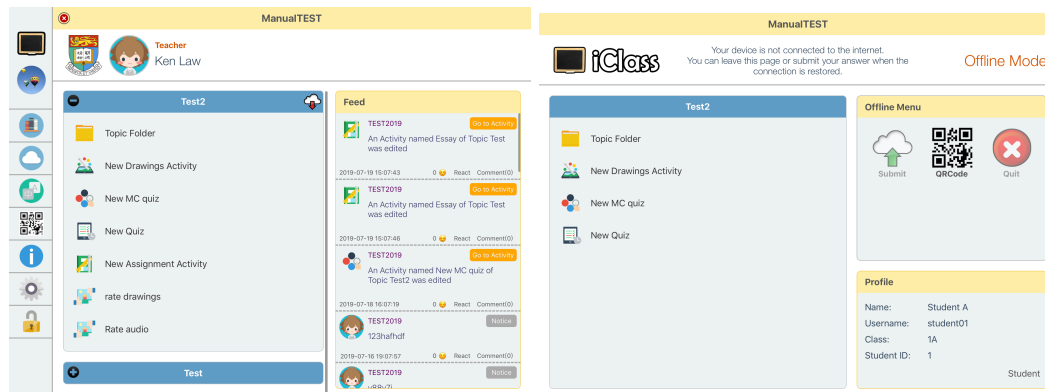 ManualTEST
Teacher
Ken Law
Test2
Topic Folder
New Drawings Activity
New MC quiz
New Quiz
New Assignment Activity
rate drawings
Rate audio
Test
Feed
TEST2019
Go to Activity
An Activity named Essay of Topic Test
was edited
2019-07-19 15:07:43 0 React Comment(0)
TEST2019
Go to Activity
An Activity named Essay of Topic Test
was edited
2019-07-19 15:07:46 0 React Comment(0)
TEST2019
Go to Activity
An Activity named New MC quiz of
Topic Test2 was edited
2019-07-18 16:07:19 0 React Comment(0)
TEST2019
Notice
123hafhdf
2019-07-16 19:07:57 0 React Comment(0)
TEST2019
Notice
ManualTEST
iClass
Your device is not connected to the internet.
You can leave this page or submit your answer when the
connection is restored.
Offline Mode
Test2
Topic Folder
New Drawings Activity
New MC quiz
New Quiz
Offline Menu
Submit QRCode Quit
Profile
Name: Student A
Username: student01
Class: 1A
Student ID: 1
Student